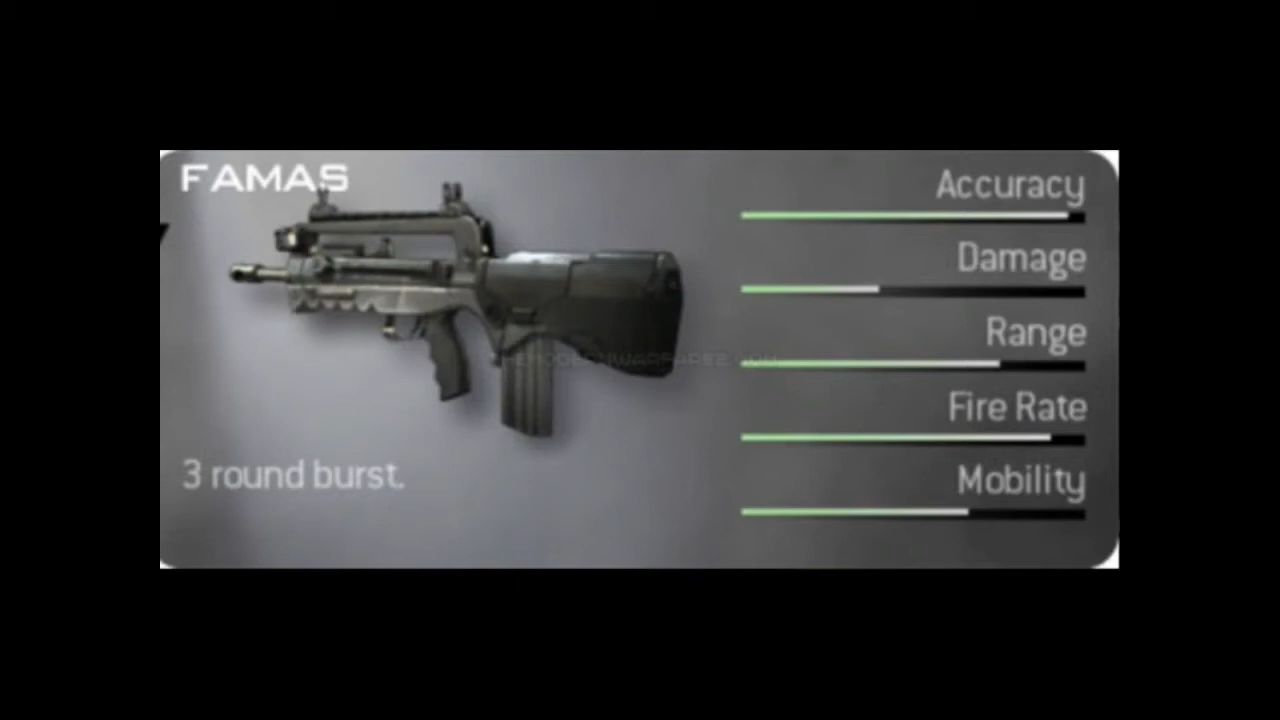 FAMAS
3 round burst.
Accuracy
Damage
Range
Fire Rate
Mobility